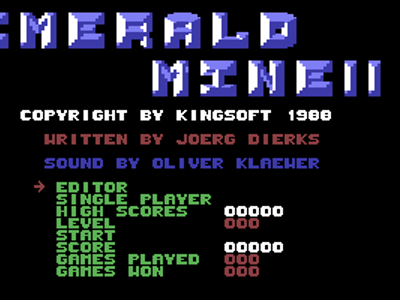 EMERALD
MINE II
COPYRIGHT BY KINGSOFT 1988
WRITTEN BY JOERG DIERKS
SOUND BY OLIVER KLAEWER
→ EDITOR
SINGLE PLAYER
HIGH SCORES 00000
LEVEL 000
START
SCORE 00000
GAMES PLAYED 000
GAMES WON 000